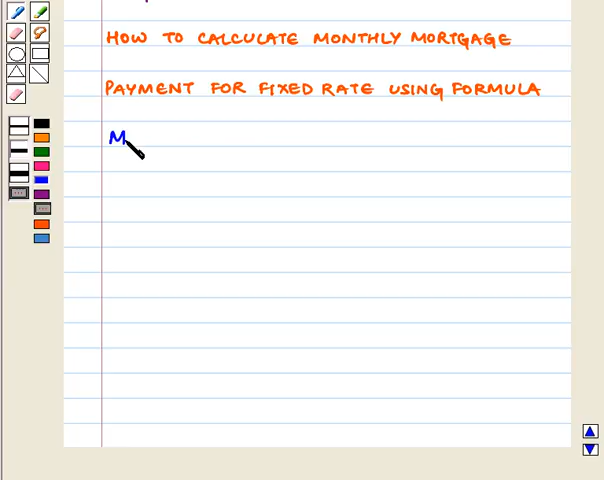 HOW TO CALCULATE MONTHLY MORTGAGE
PAYMENT FOR FIXED RATE USING FORMULA
M